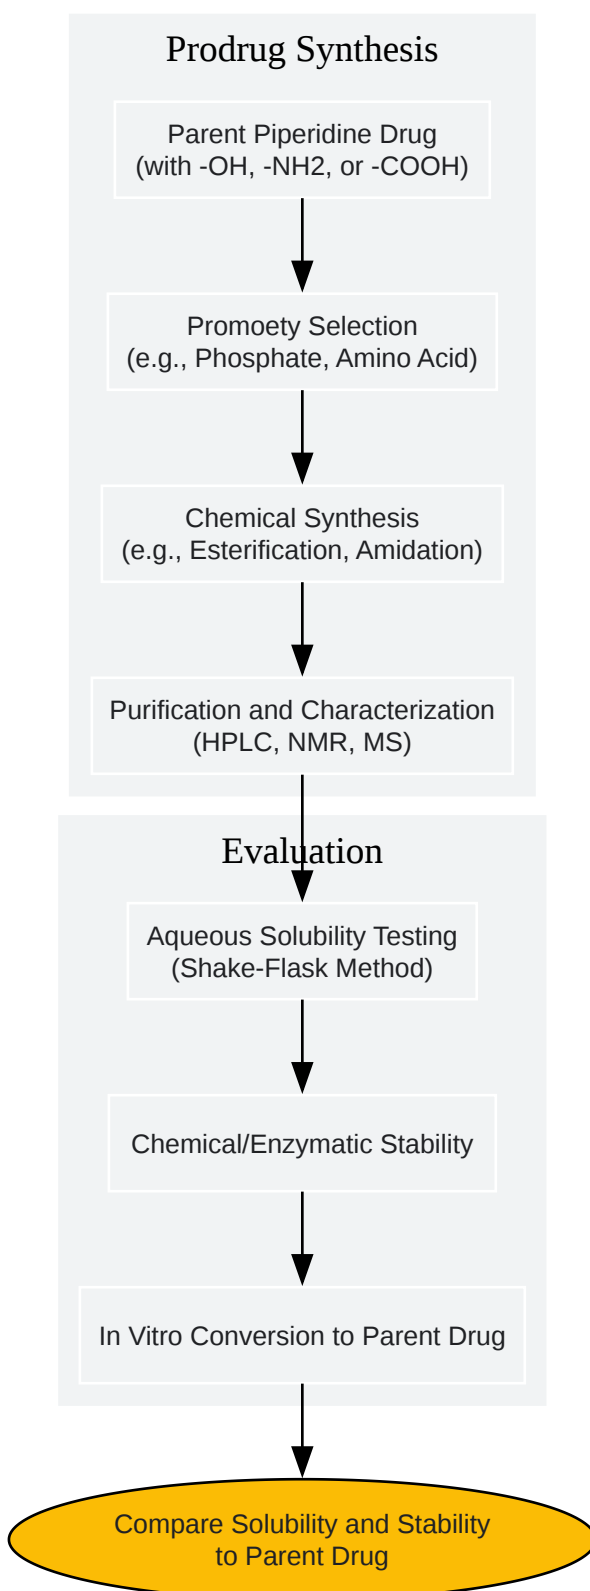 Prodrug Synthesis
Parent Piperidine Drug
(with -OH, -NH2, or -COOH)
Promoety Selection
(e.g., Phosphate, Amino Acid)
Chemical Synthesis
(e.g., Esterification, Amidation)
Purification and Characterization
(HPLC, NMR, MS)
Evaluation
Aqueous Solubility Testing
(Shake-Flask Method)
Chemical/Enzymatic Stability
In Vitro Conversion to Parent Drug
Compare Solubility and Stability
to Parent Drug